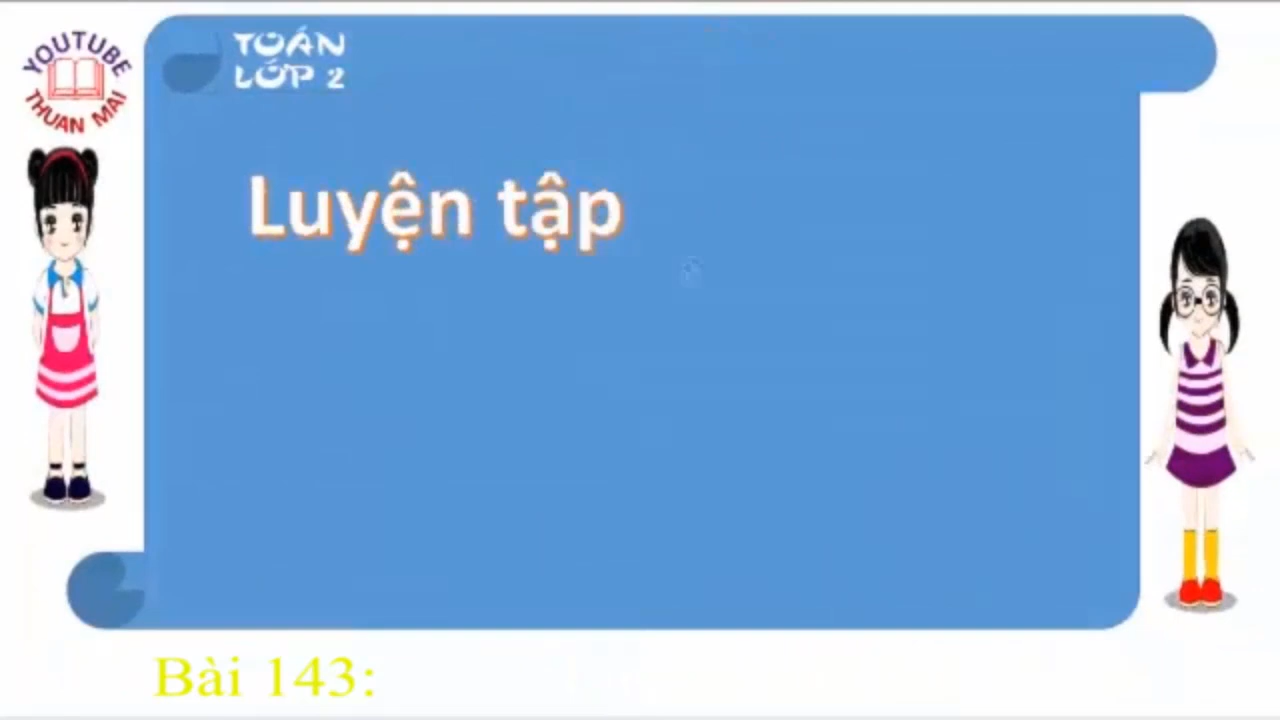 YOUTUBE
THUAN MAI
TOÁN
LỚP 2
Luyện tập
Bài 143: